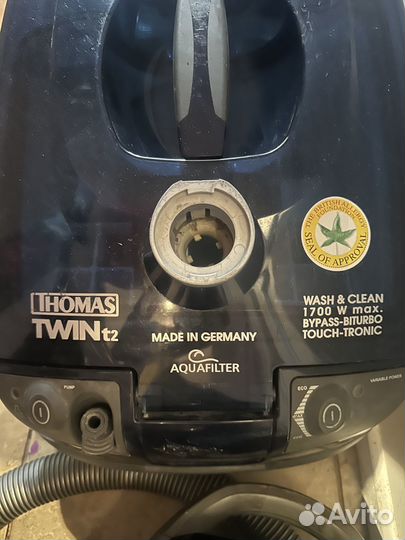 THE BRITISH ALLERGY
FOUNDATION
SEAL OF APPROVAL
THOMAS
TWIN t2
MADE IN GERMANY
AQUAFILTER
WASH & CLEAN
1700 W max.
BYPASS-BITURBO
TOUCH-TRONIC
PUMP
ECO
MAX
VARIABLE POWER
Avito